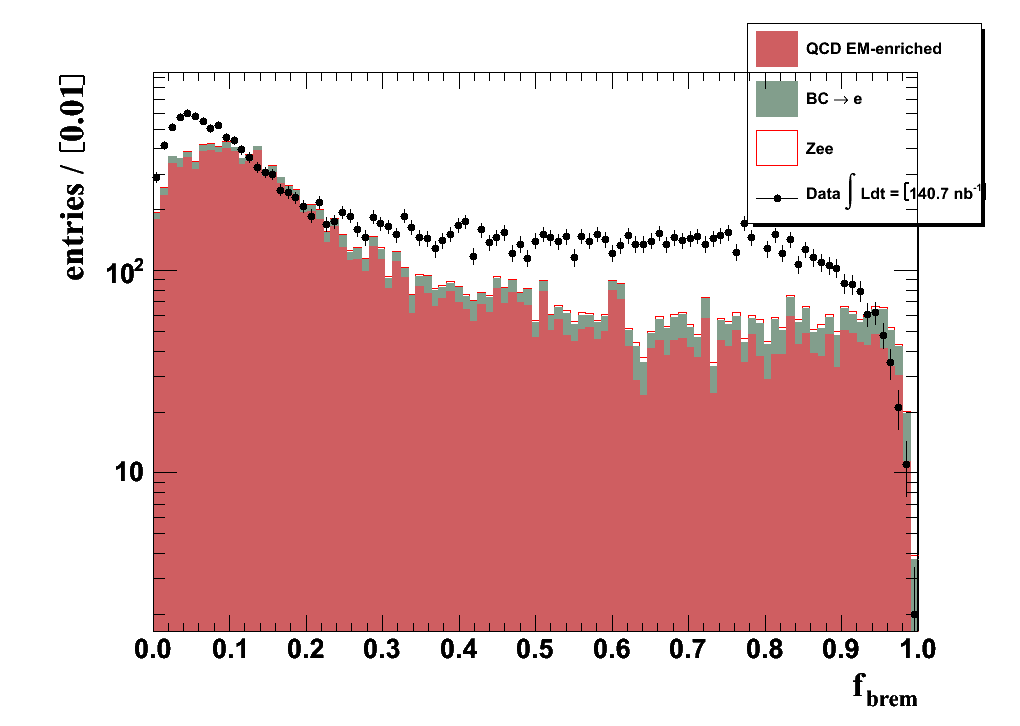 QCD EM-enriched
BC → e
Zee
Data ∫ Ldt = [140.7 nb⁻¹]
entries / [0.01]
10²
10
0.0 0.1 0.2 0.3 0.4 0.5 0.6 0.7 0.8 0.9 1.0
f_brem